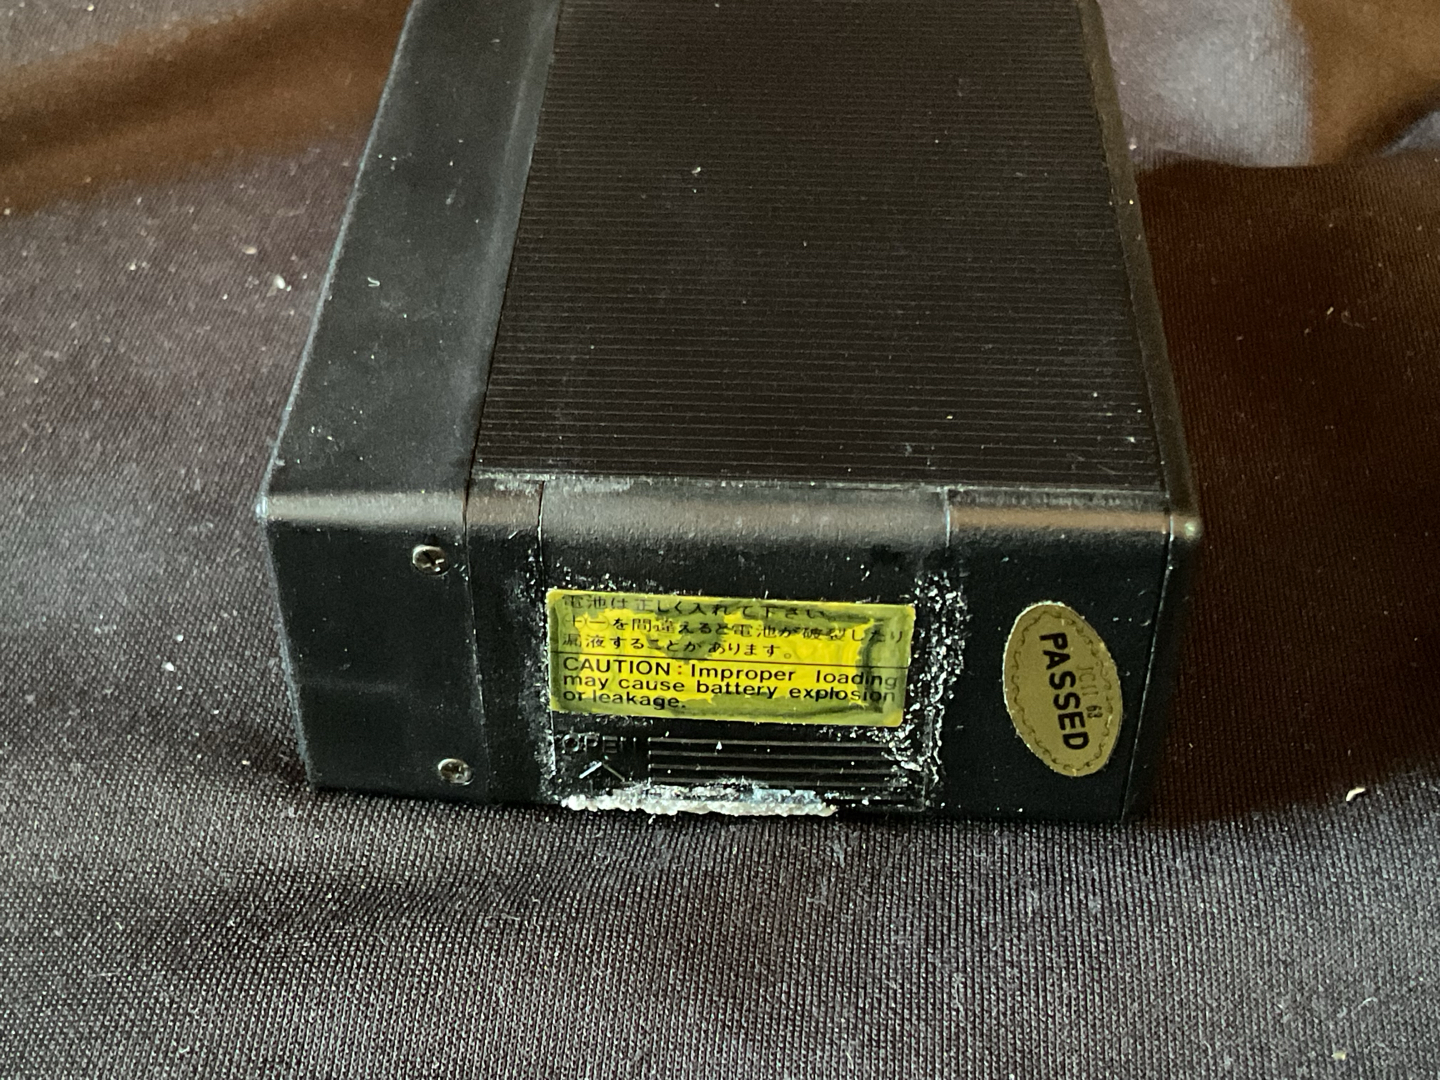 電池は正しく入れて下さい
+-を間違えると電池が破裂したり
漏液することがあります。
CAUTION : Improper loading
may cause battery explosion
or leakage.
OPEN
PASSED